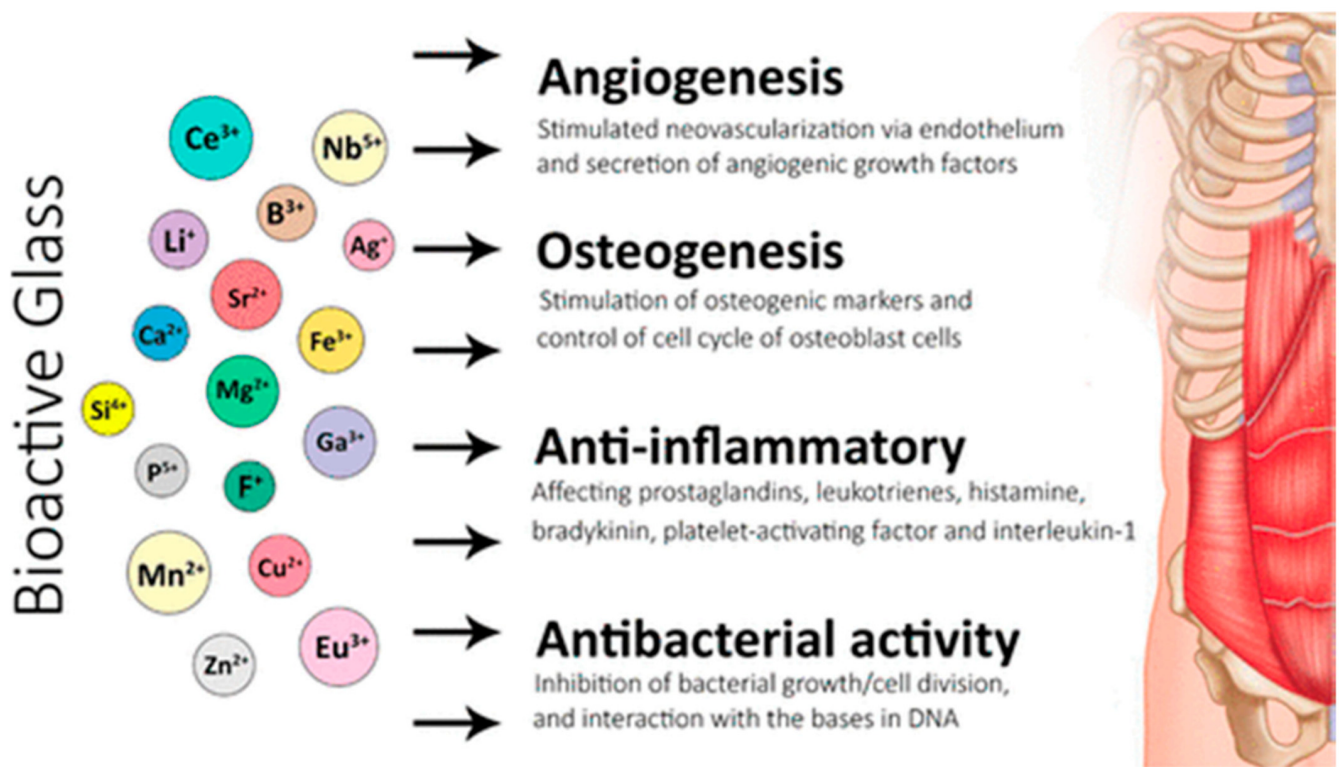 Bioactive Glass
Ce³⁺
Nb⁵⁺
B³⁺
Li⁺
Ag⁺
Sr²⁺
Ca²⁺
Fe³⁺
Mg²⁺
Si⁴⁺
Ga³⁺
P⁵⁺
F⁺
Mn²⁺
Cu²⁺
Eu³⁺
Zn²⁺
Angiogenesis
Stimulated neovascularization via endothelium
and secretion of angiogenic growth factors
Osteogenesis
Stimulation of osteogenic markers and
control of cell cycle of osteoblast cells
Anti-inflammatory
Affecting prostaglandins, leukotrienes, histamine,
bradykinin, platelet-activating factor and interleukin-1
Antibacterial activity
Inhibition of bacterial growth/cell division,
and interaction with the bases in DNA